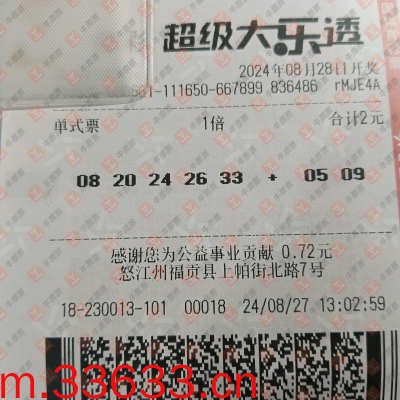 超级大乐透
2024年08月28日开奖
111650-667899 836486 rMJE4A
单式票 1倍 合计2元
08 20 24 26 33 + 05 09
感谢您为公益事业贡献 0.72元
怒江州福贡县上帕街北路7号
18-230013-101 00018 24/08/27 13:02:59
m.33633.cn